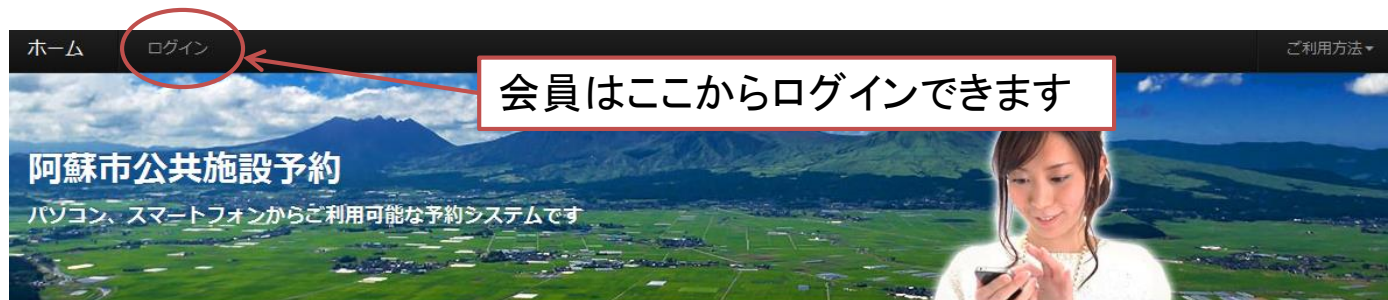 ホーム ログイン ご利用方法▾
会員はここからログインできます
阿蘇市公共施設予約
パソコン、スマートフォンからご利用可能な予約システムです